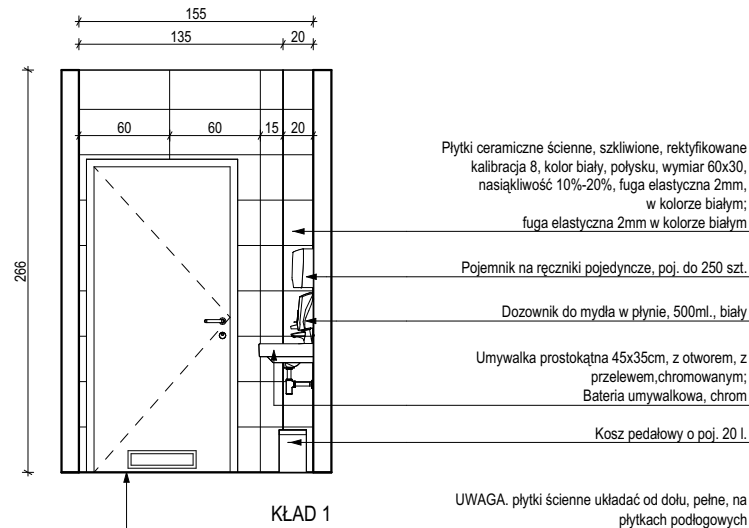 155
135 20
60 60 15 20
266
Płytki ceramiczne ścienne, szkliwione, rektyfikowane
kalibracja 8, kolor biały, połysku, wymiar 60x30,
nasiąkliwość 10%-20%, fuga elastyczna 2mm,
w kolorze białym;
fuga elastyczna 2mm w kolorze białym
Pojemnik na ręczniki pojedyncze, poj. do 250 szt.
Dozownik do mydła w płynie, 500ml., biały
Umywalka prostokątna 45x35cm, z otworem, z
przelewem,chromowanym;
Bateria umywalkowa, chrom
Kosz pedałowy o poj. 20 l.
KŁAD 1
UWAGA. płytki ścienne układać od dołu, pełne, na
płytkach podłogowych